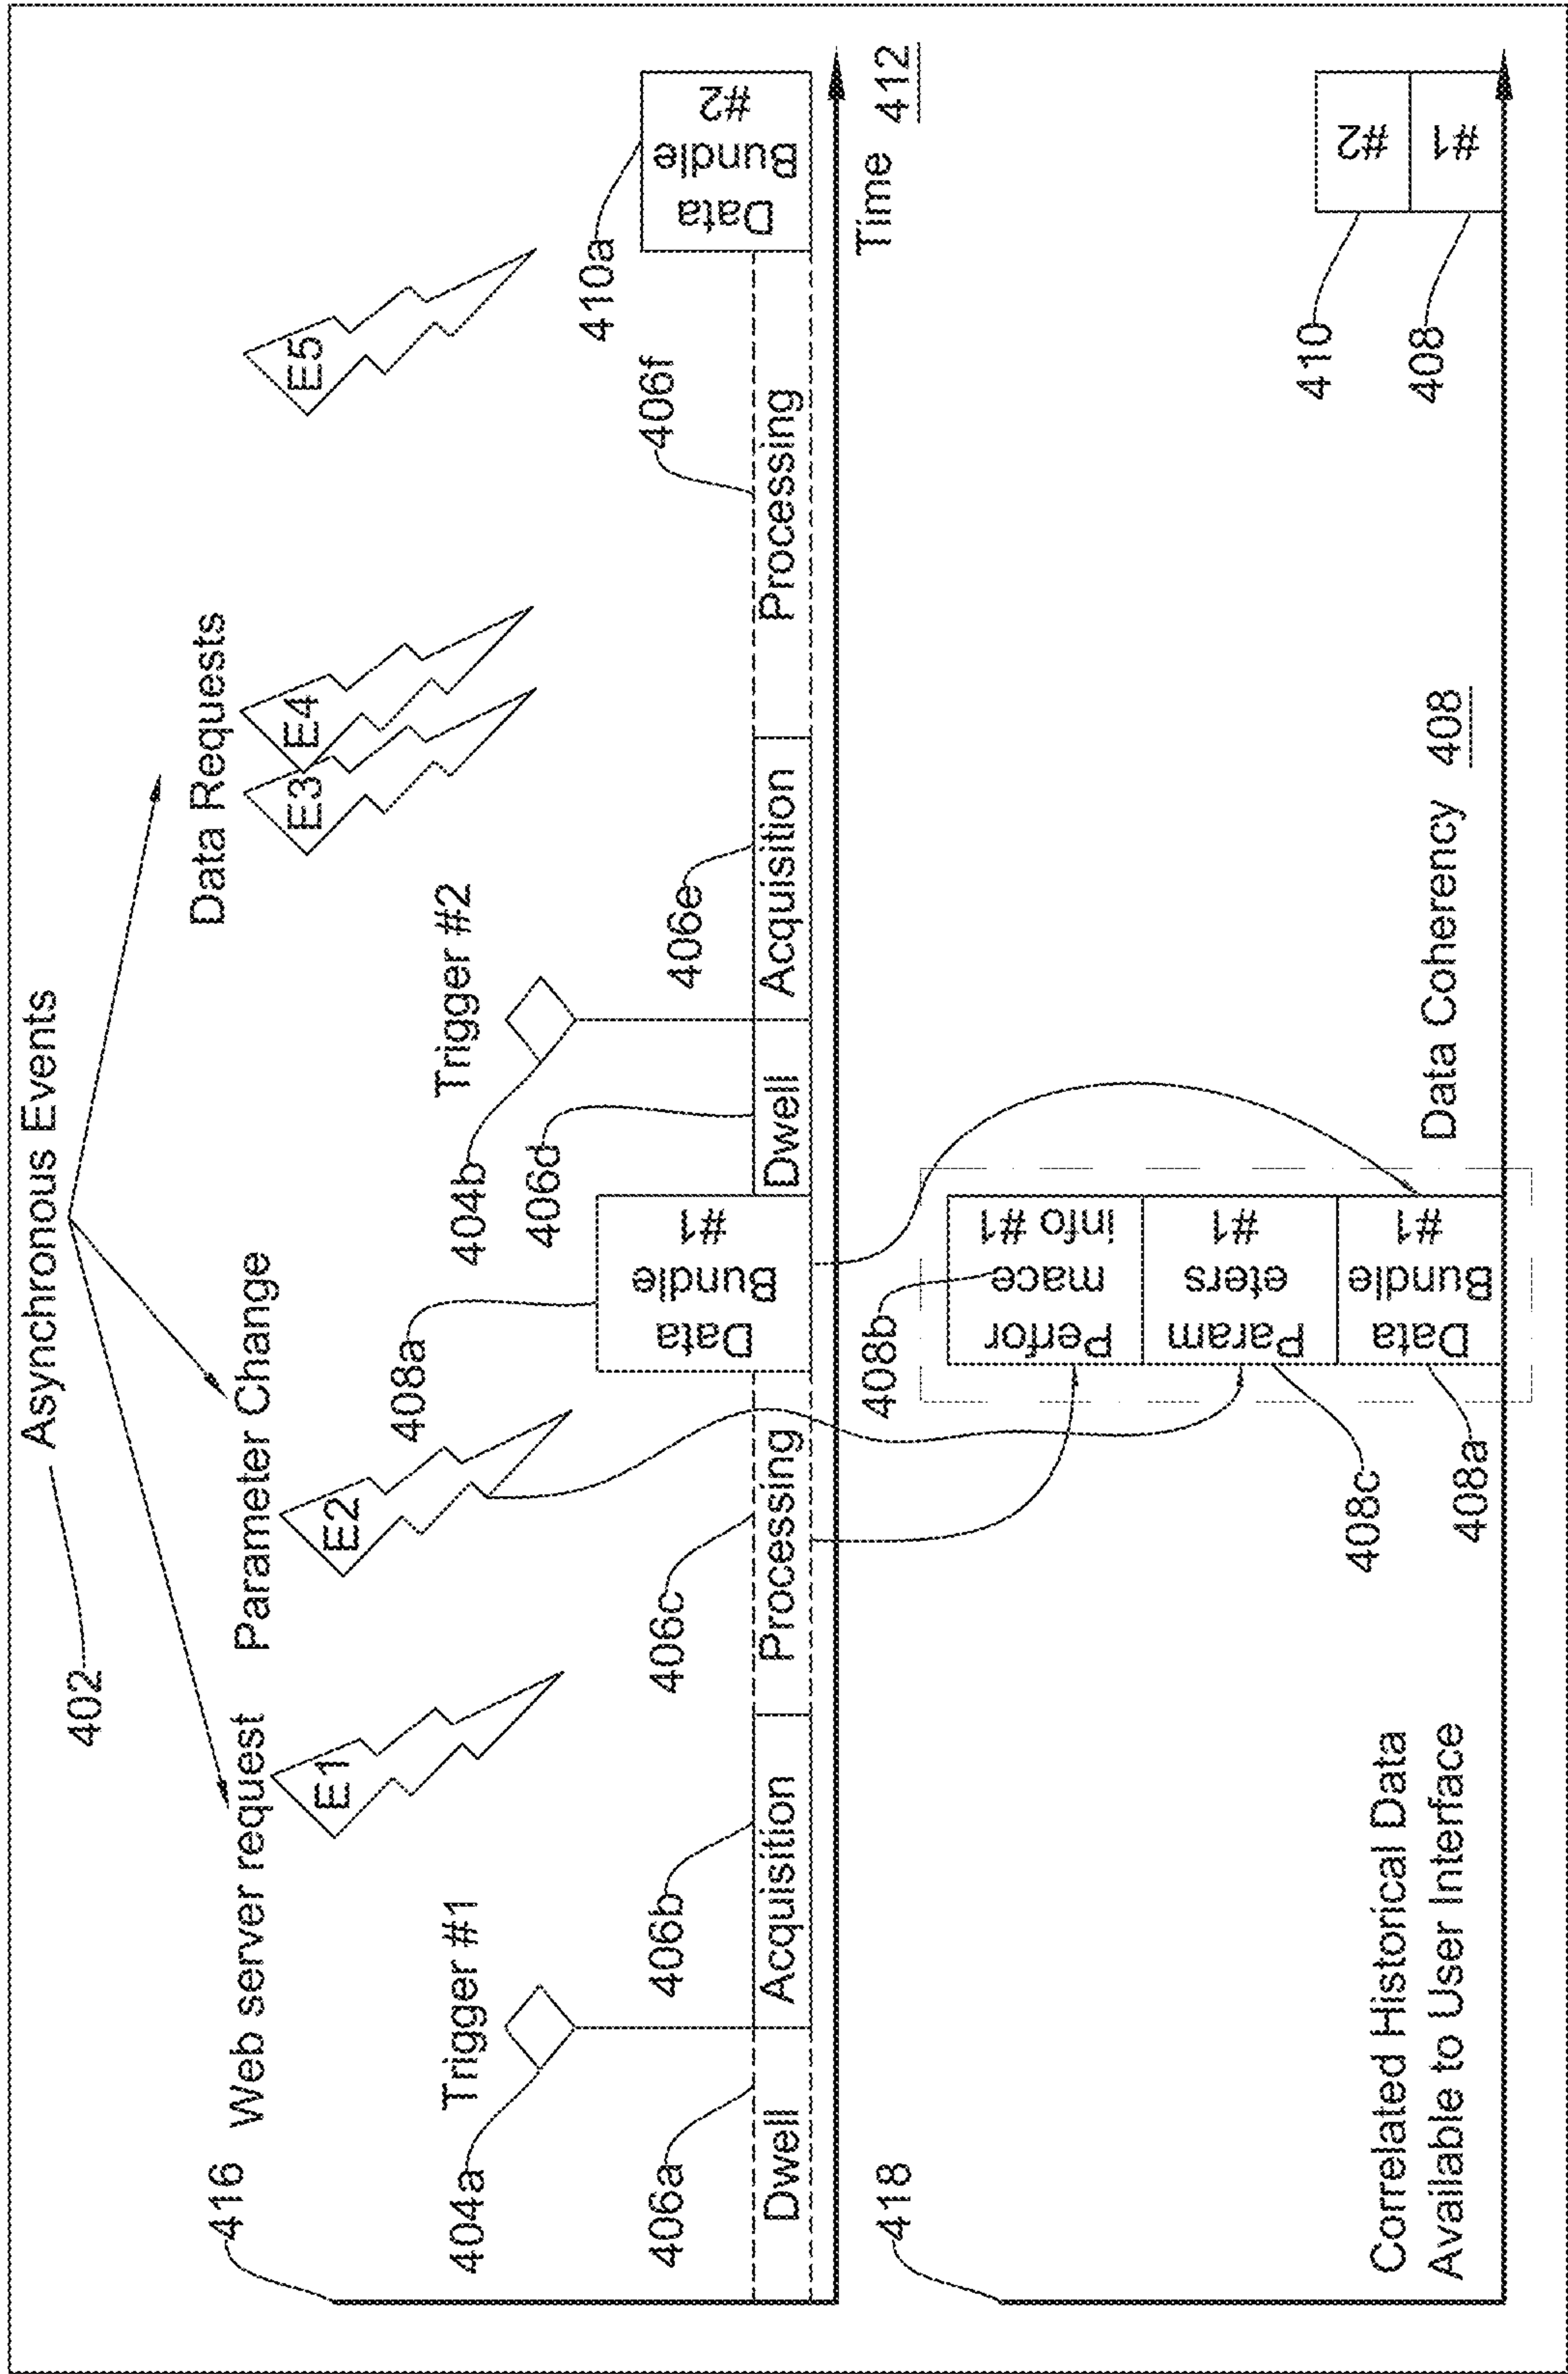 Asynchronous Events
402
416
Web server request
Parameter Change
Data Requests
E1
E2
E3
E4
E5
404a
Trigger #1
408a
404b
Trigger #2
410a
406a
406b
406c
406d
406e
406f
Dwell
Acquisition
Processing
Data
Bundle
#1
Dwell
Acquisition
Processing
Data
Bundle
#2
Time 412
418
408b
Perfor
mace
info #1
Param
eters
#1
Data
Bundle
#1
408c
408a
Correlated Historical Data
Available to User Interface
Data Coherency 408
410
408
#2
#1